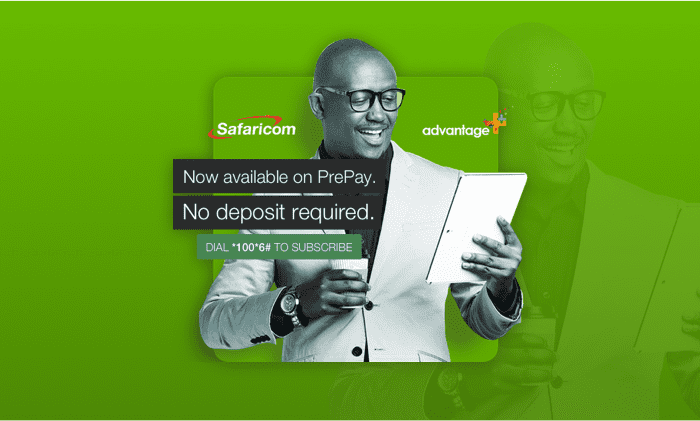 Safaricom
advantage+
Now available on PrePay.
No deposit required.
DIAL *100*6# TO SUBSCRIBE